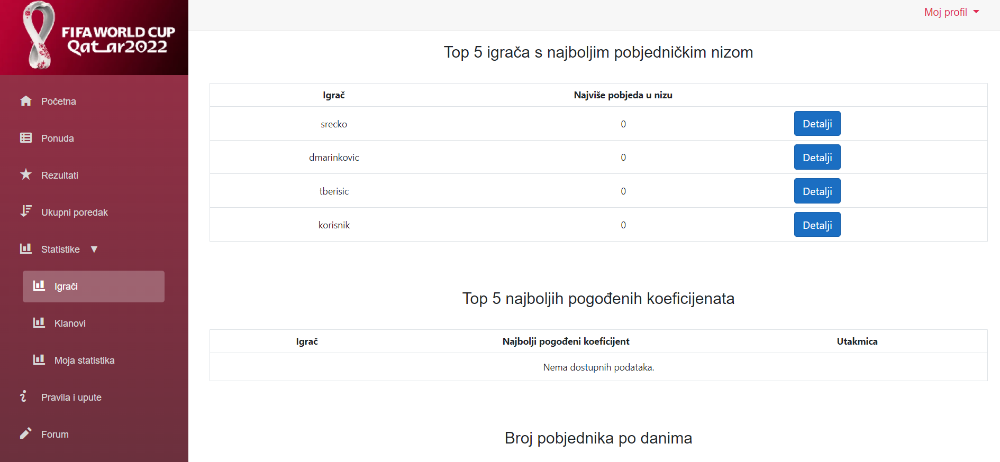 FIFA WORLD CUP
Qatar2022
Moj profil
Početna
Ponuda
Rezultati
Ukupni poredak
Statistike ▼
Igrači
Klanovi
Moja statistika
Pravila i upute
Forum
Top 5 igrača s najboljim pobjedničkim nizom
Igrač Najviše pobjeda u nizu
srecko 0 Detalji
dmarinkovic 0 Detalji
tberisic 0 Detalji
korisnik 0 Detalji
Top 5 najboljih pogođenih koeficijenata
Igrač Najbolji pogođeni koeficijent Utakmica
Nema dostupnih podataka.
Broj pobjednika po danima